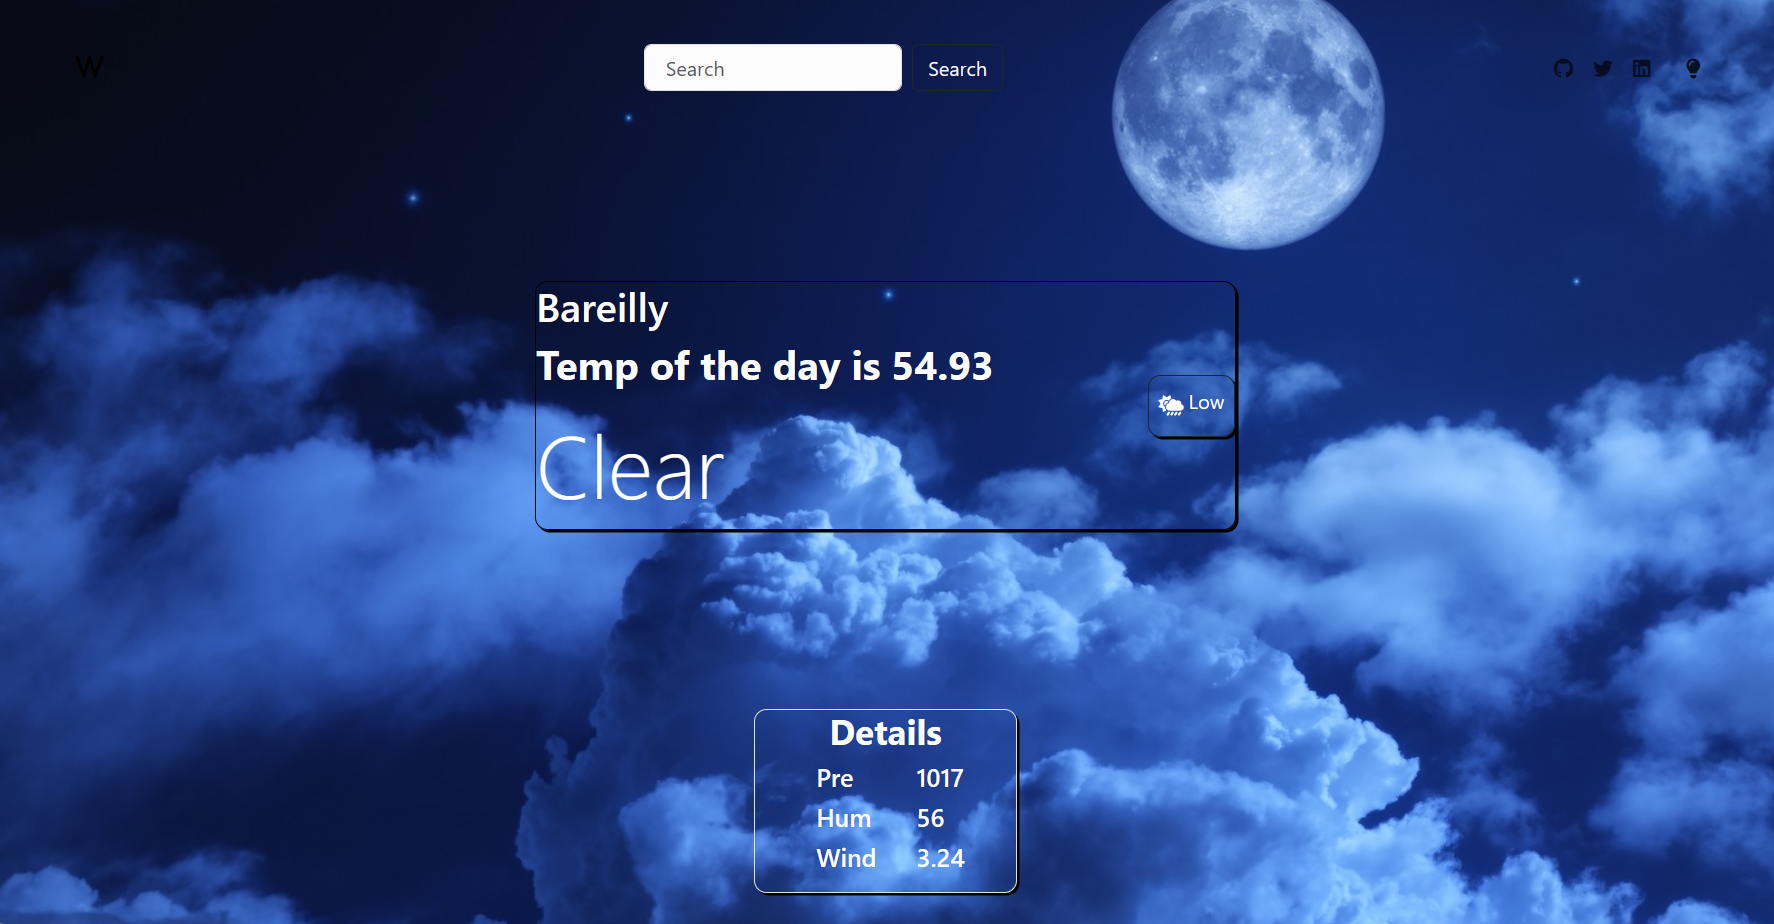 W
Search
Search
Bareilly
Temp of the day is 54.93
Low
Clear
Details
Pre 1017
Hum 56
Wind 3.24